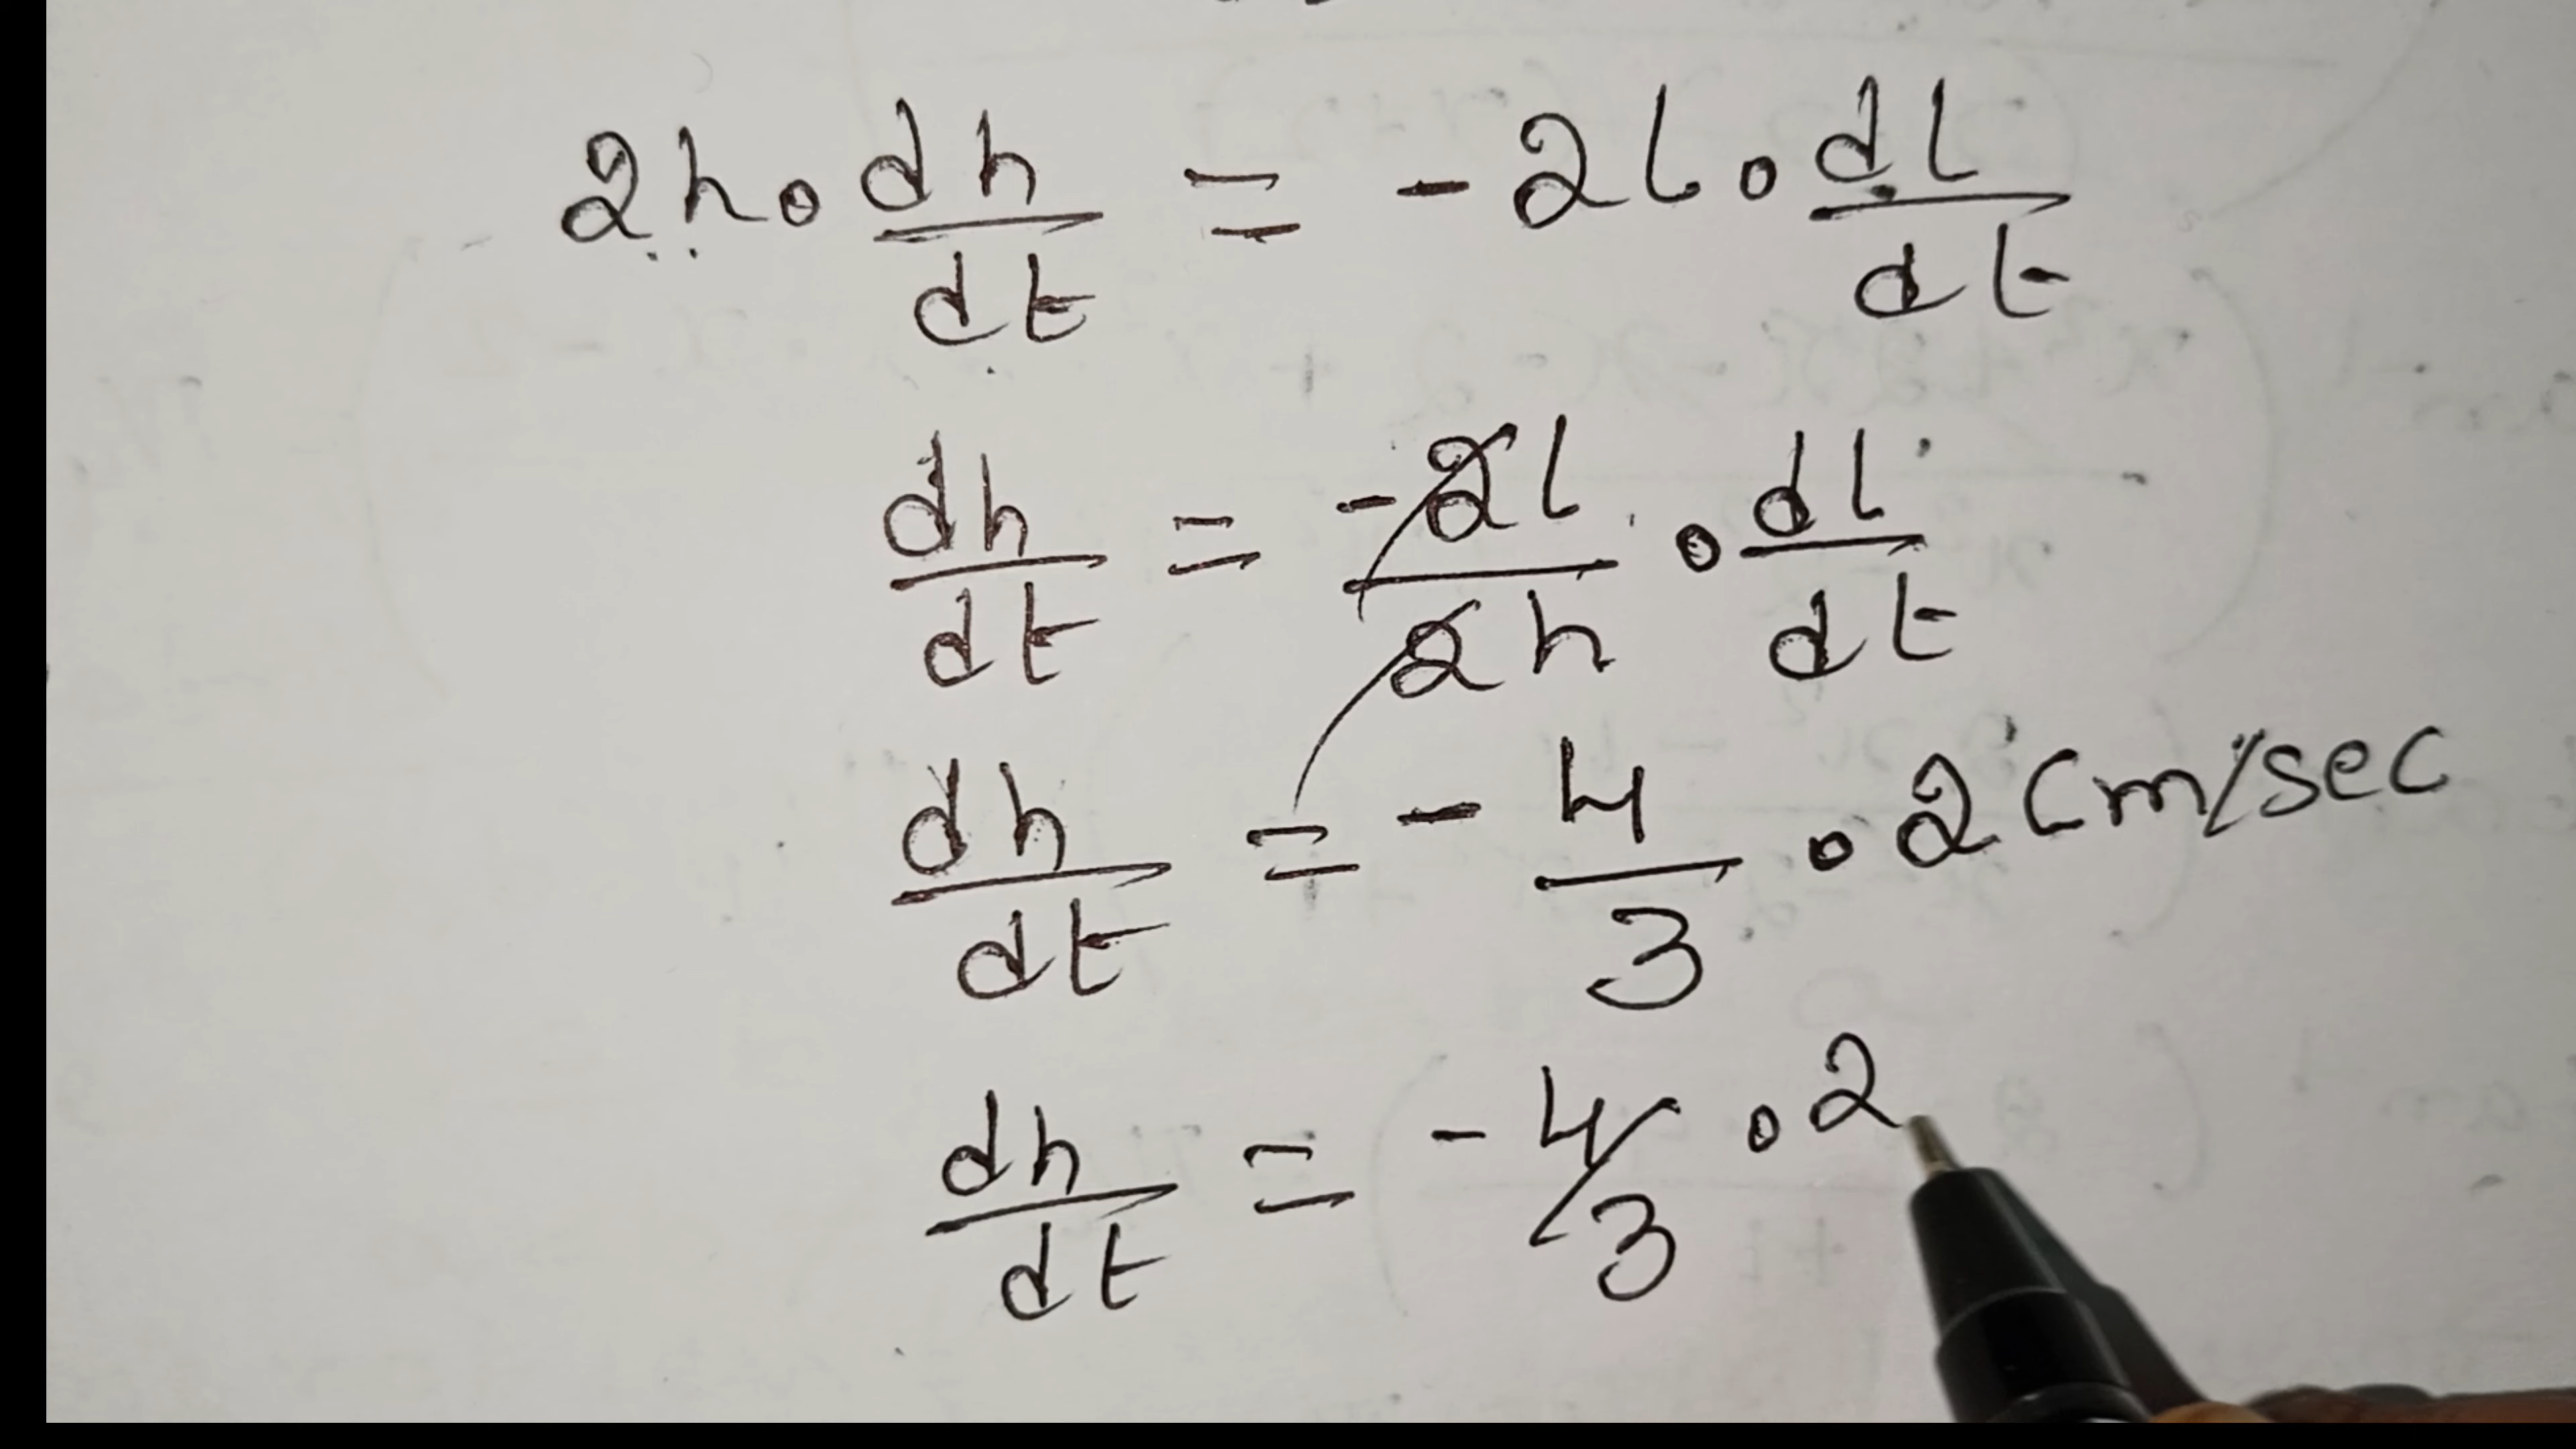 2h · dh/dt = -2l · dl/dt
dh/dt = -2l/2h · dl/dt
dh/dt = - 4/3 · 2 cm/sec
dh/dt = - 4/3 · 2